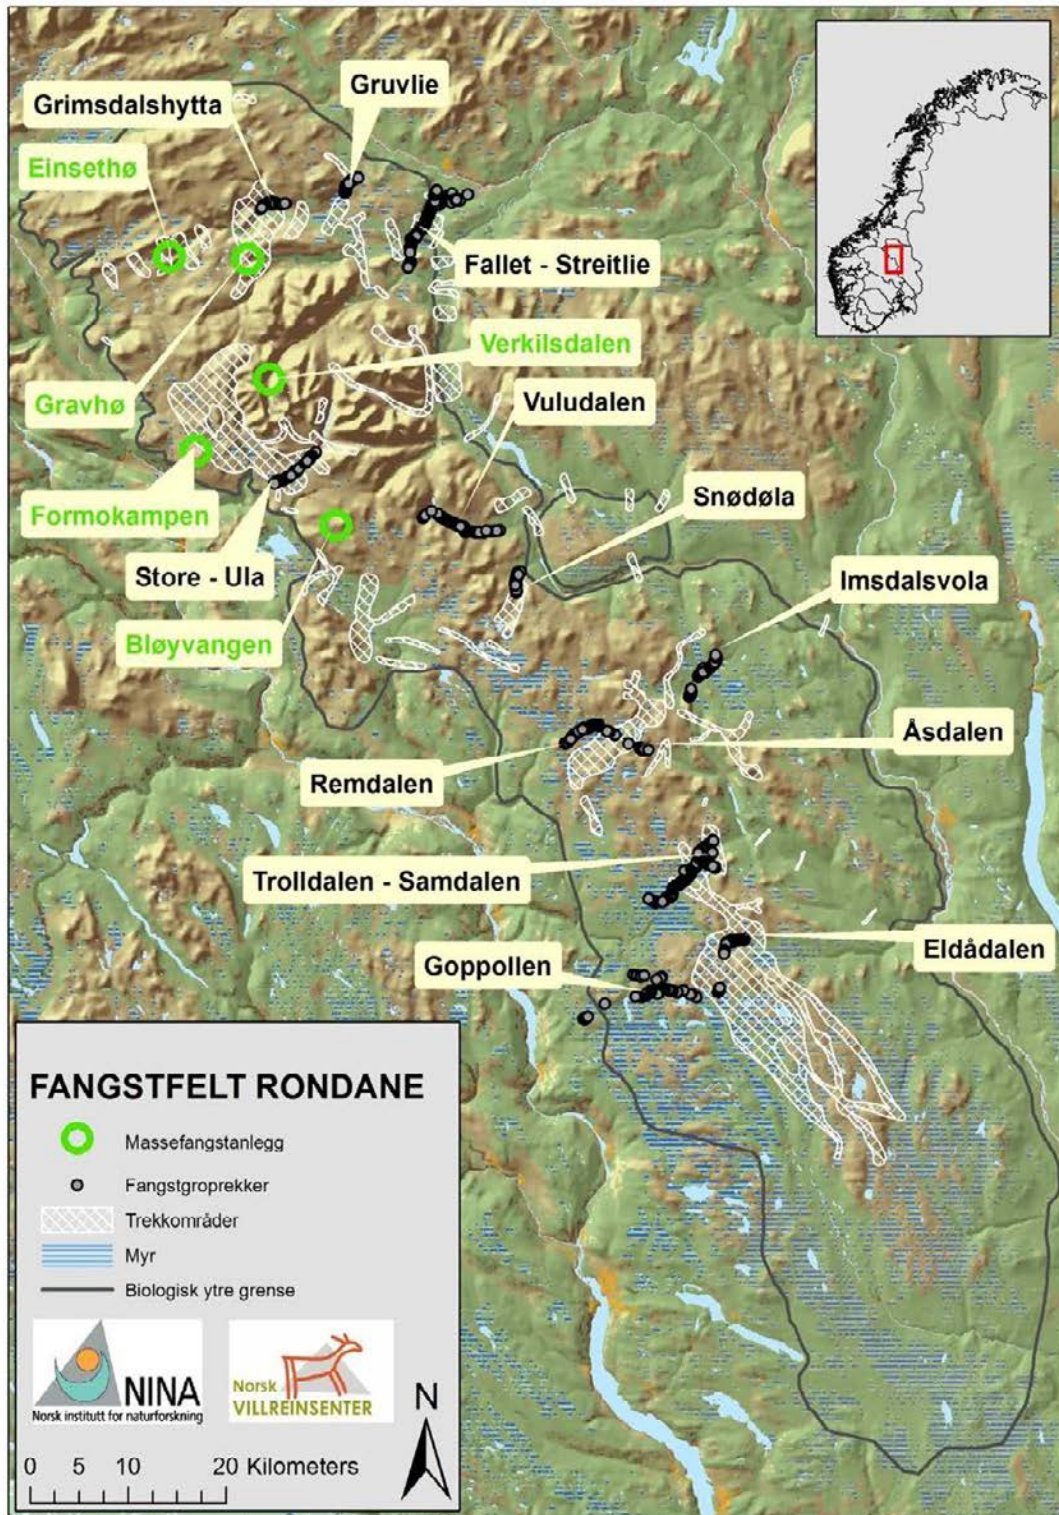 Gruvlie
Grimsdalshytta
Einsethø
Fallet - Streitlie
Verkilsdalen
Gravhø
Vuludalen
Snødøla
Formokampen
Store - Ula
Imsdalsvola
Bløyvangen
Åsdalen
Remdalen
Trolldalen - Samdalen
Eldådalen
Goppollen
FANGSTFELT RONDANE
Massefangstanlegg
Fangstgroprekker
Trekkområder
Myr
Biologisk ytre grense
NINA
Norsk institutt for naturforskning
Norsk
VILLREINSENTER
N
0 5 10 20 Kilometers